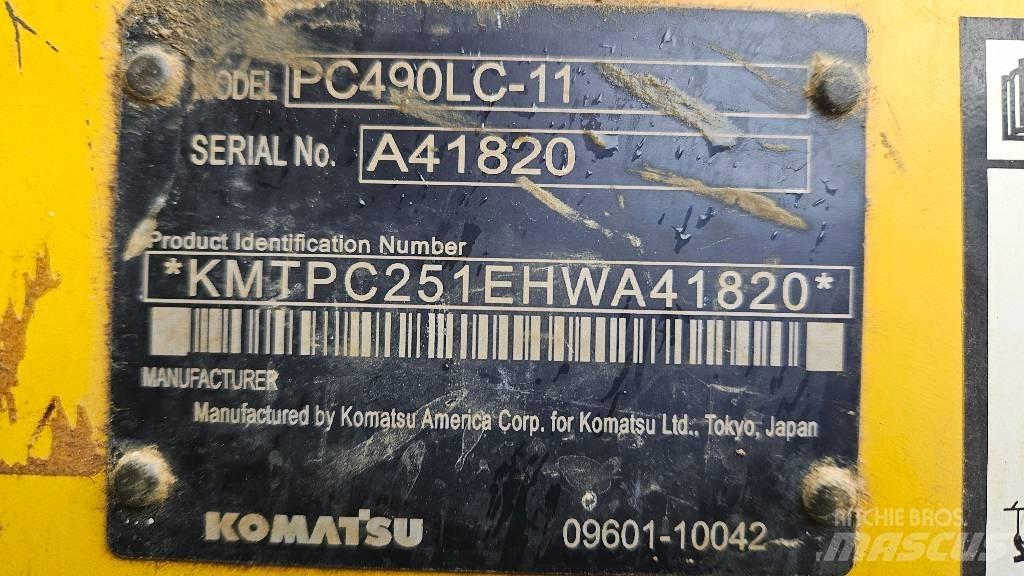 MODEL PC490LC-11
SERIAL No. A41820
Product Identification Number
*KMTPC251EHWA41820*
MANUFACTURER
Manufactured by Komatsu America Corp. for Komatsu Ltd., Tokyo, Japan
KOMATSU 09601-10042
RITCHIE BROS.
MASCUS